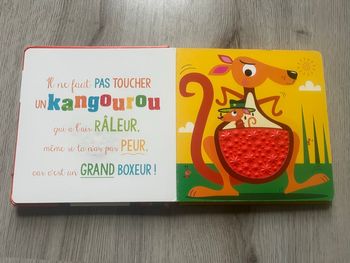 Il ne faut PAS TOUCHER
UN kangourou
qui a l'air RÂLEUR,
même si tu n'as pas PEUR,
car c'est un GRAND BOXEUR !